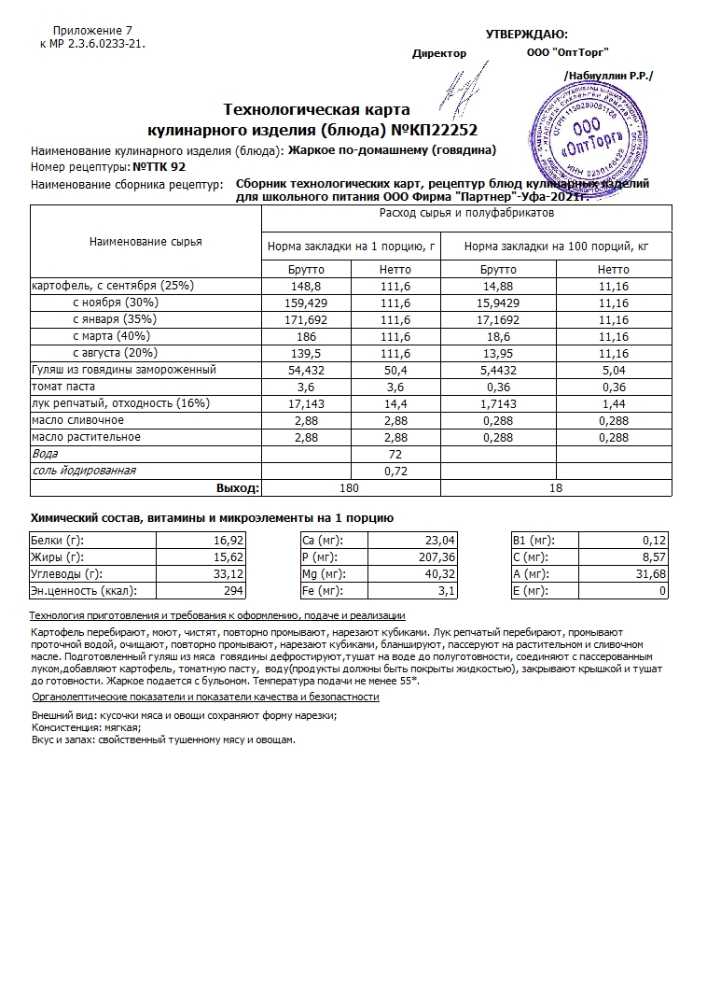 Приложение 7
к МР 2.3.6.0233-21.
УТВЕРЖДАЮ:
Директор ООО "ОптТорг"
/Набиуллин Р.Р./
ООО
«ОптТорг»
Технологическая карта
кулинарного изделия (блюда) №КП22252
Наименование кулинарного изделия (блюда): Жаркое по-домашнему (говядина)
Номер рецептуры: №ТТК 92
Наименование сборника рецептур: Сборник технологических карт, рецептур блюд кулинарных изделий
для школьного питания ООО Фирма "Партнер"-Уфа-2021г.
Наименование сырья Расход сырья и полуфабрикатов
Норма закладки на 1 порцию, г Норма закладки на 100 порций, кг
Брутто Нетто Брутто Нетто
картофель, с сентября (25%) 148,8 111,6 14,88 11,16
с ноября (30%) 159,429 111,6 15,9429 11,16
с января (35%) 171,692 111,6 17,1692 11,16
с марта (40%) 186 111,6 18,6 11,16
с августа (20%) 139,5 111,6 13,95 11,16
Гуляш из говядины замороженный 54,432 50,4 5,4432 5,04
томат паста 3,6 3,6 0,36 0,36
лук репчатый, отходность (16%) 17,143 14,4 1,7143 1,44
масло сливочное 2,88 2,88 0,288 0,288
масло растительное 2,88 2,88 0,288 0,288
Вода 72
соль йодированная 0,72
Выход: 180 18
Химический состав, витамины и микроэлементы на 1 порцию
Белки (г): 16,92 Ca (мг): 23,04 B1 (мг): 0,12
Жиры (г): 15,62 P (мг): 207,36 C (мг): 8,57
Углеводы (г): 33,12 Mg (мг): 40,32 A (мг): 31,68
Эн.ценность (ккал): 294 Fe (мг): 3,1 E (мг): 0
Технология приготовления и требования к оформлению, подаче и реализации
Картофель перебирают, моют, чистят, повторно промывают, нарезают кубиками. Лук репчатый перебирают, промывают
проточной водой, очищают, повторно промывают, нарезают кубиками, бланшируют, пассеруют на растительном и сливочном
масле. Подготовленный гуляш из мяса говядины дефростируют,тушат на воде до полуготовности, соединяют с пассерованным
луком,добавляют картофель, томатную пасту, воду(продукты должны быть покрыты жидкостью), закрывают крышкой и тушат
до готовности. Жаркое подается с бульоном. Температура подачи не менее 55*.
Органолептические показатели и показатели качества и безопастности
Внешний вид: кусочки мяса и овощи сохраняют форму нарезки;
Консистенция: мягкая;
Вкус и запах: свойственный тушенному мясу и овощам.